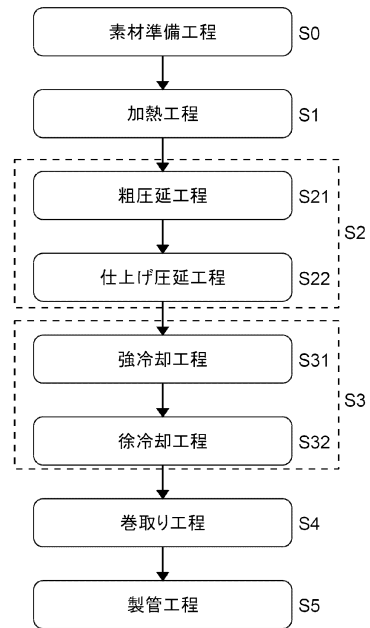 素材準備工程 S0
加熱工程 S1
粗圧延工程 S21
S2
仕上げ圧延工程 S22
強冷却工程 S31
S3
徐冷却工程 S32
巻取り工程 S4
製管工程 S5